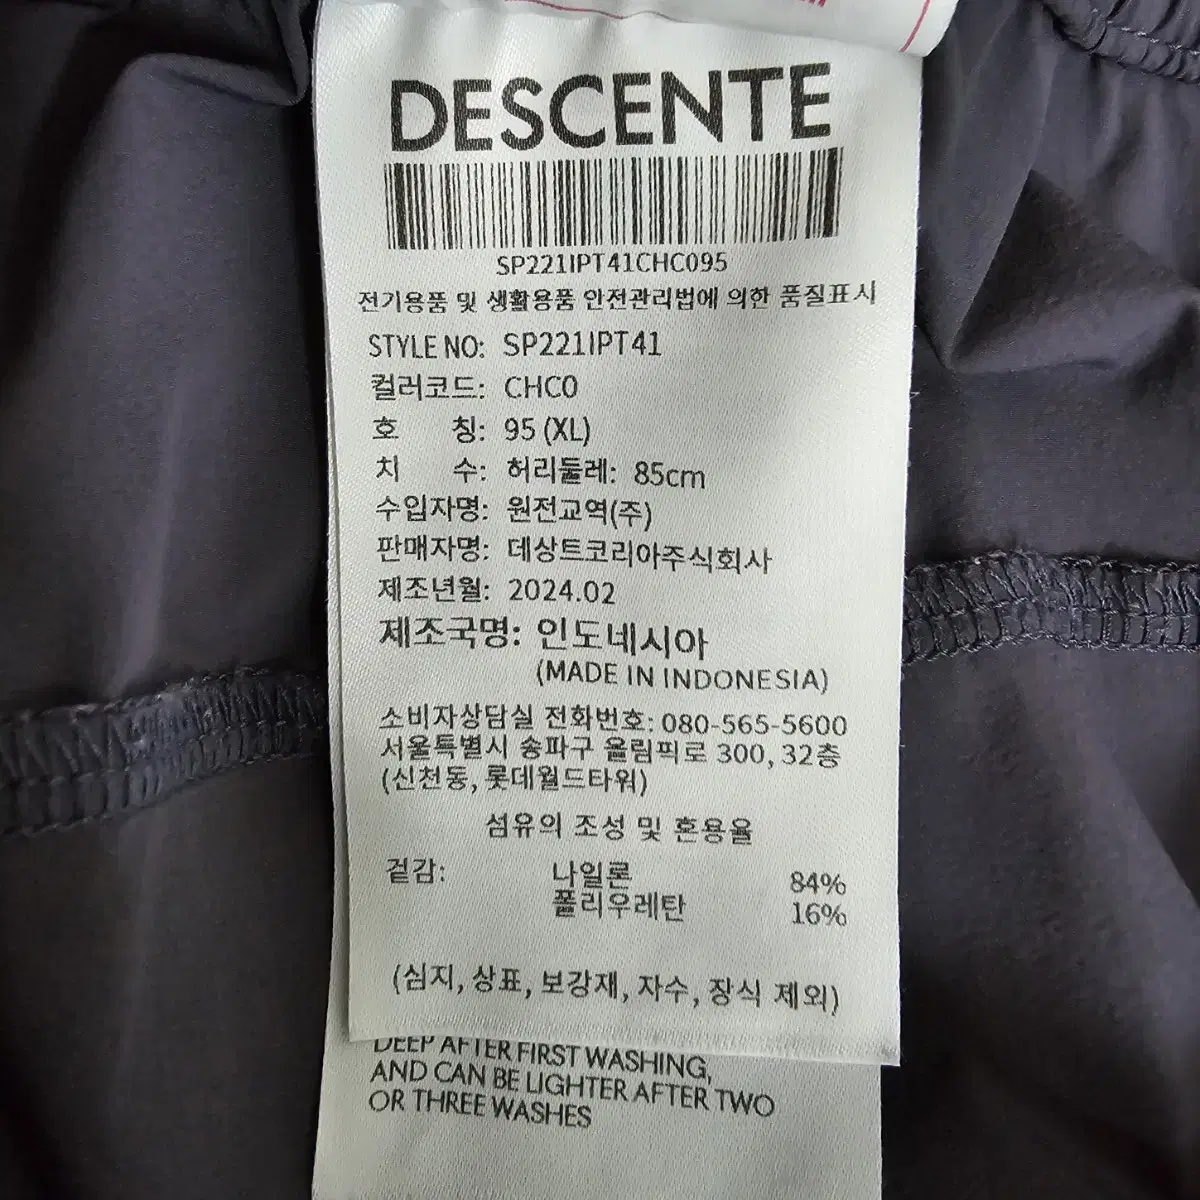 DESCENTE
SP221IPT41CHC095
전기용품 및 생활용품 안전관리법에 의한 품질표시
STYLE NO: SP221IPT41
컬러코드: CHC0
호 칭: 95 (XL)
치 수: 허리둘레: 85cm
수입자명: 원전교역(주)
판매자명: 데상트코리아주식회사
제조년월: 2024.02
제조국명: 인도네시아
(MADE IN INDONESIA)
소비자상담실 전화번호: 080-565-5600
서울특별시 송파구 올림픽로 300, 32층
(신천동, 롯데월드타워)
섬유의 조성 및 혼용율
겉감: 나일론 84%
폴리우레탄 16%
(심지, 상표, 보강재, 자수, 장식 제외)
DEEP AFTER FIRST WASHING,
AND CAN BE LIGHTER AFTER TWO
OR THREE WASHES